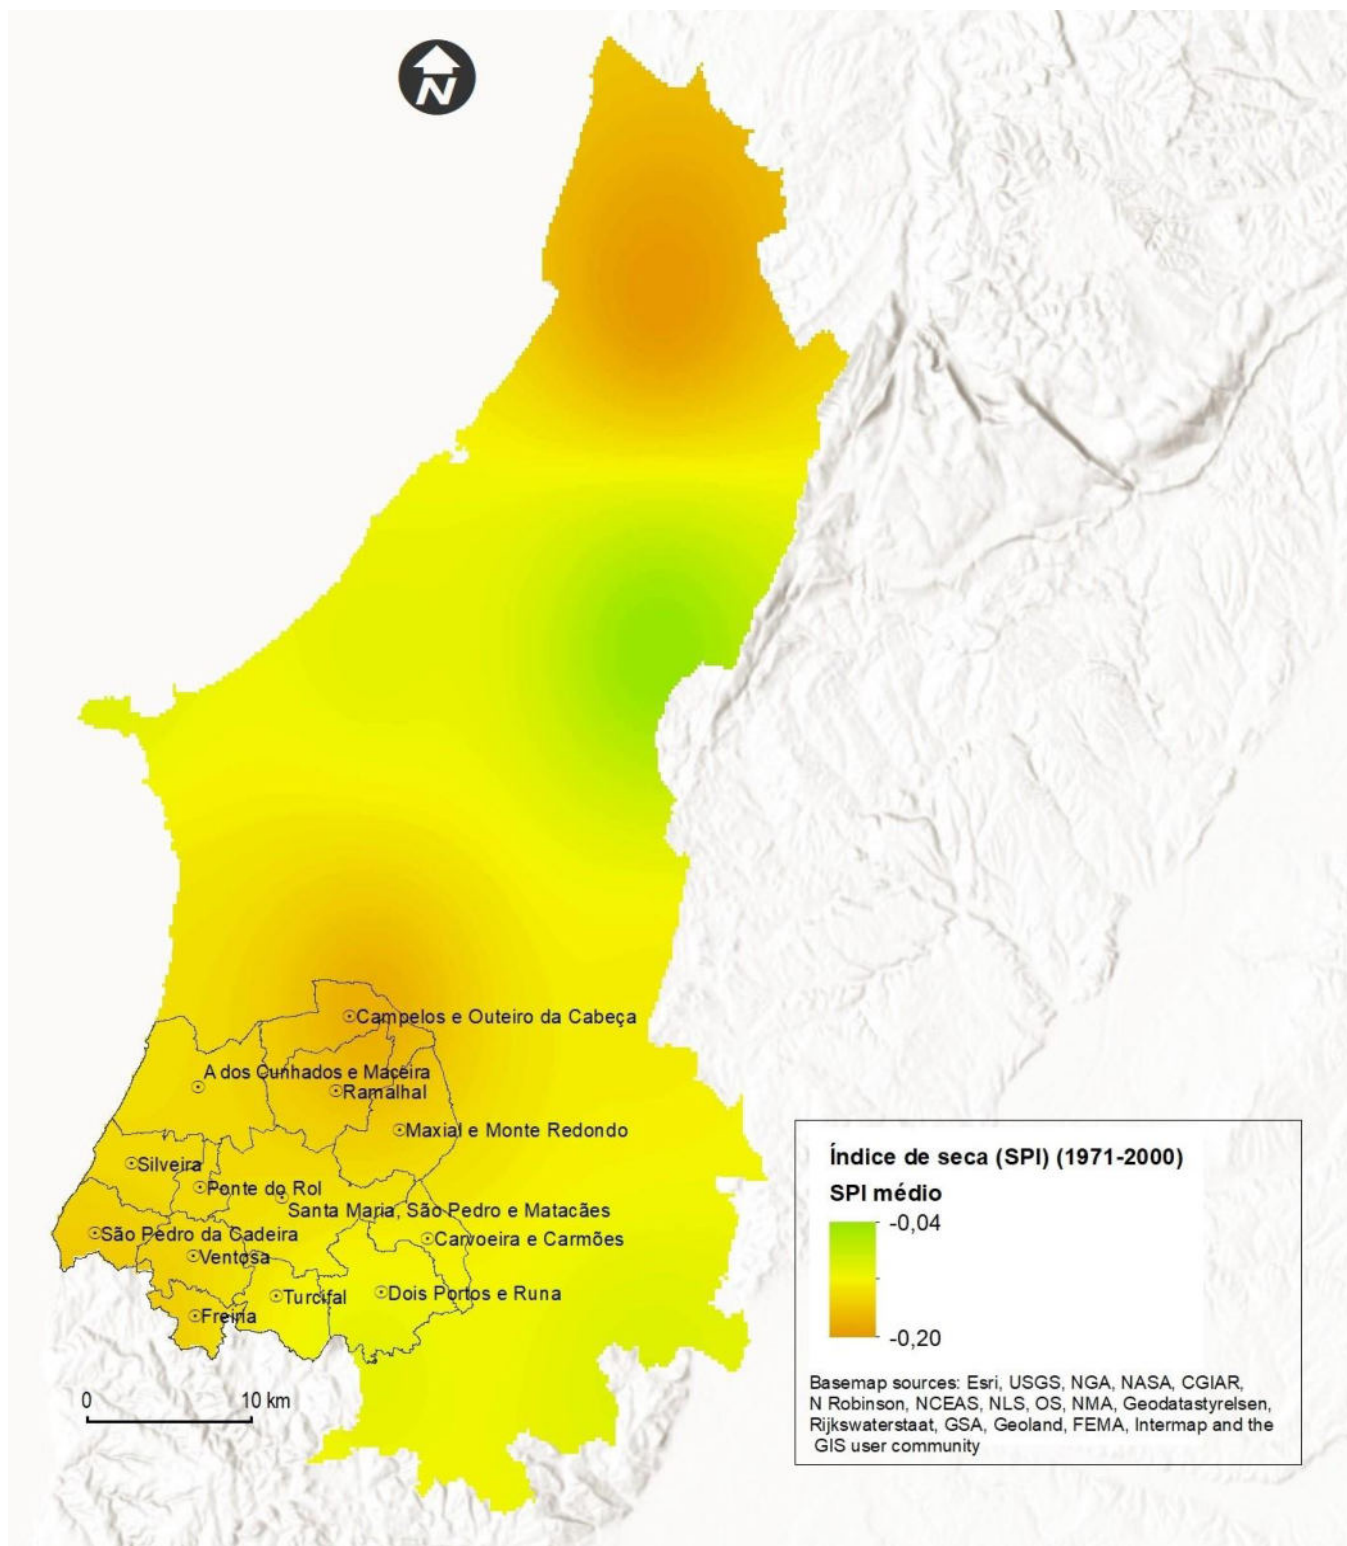 N
Campelos e Outeiro da Cabeça
A dos Cunhados e Maceira
Ramalhal
Maxial e Monte Redondo
Silveira
Ponte do Rol
Santa Maria, São Pedro e Matacães
São Pedro da Cadeira
Carvoeira e Carmões
Ventosa
Turcifal
Dois Portos e Runa
Freiria
0 10 km
Índice de seca (SPI) (1971-2000)
SPI médio
-0,04
-0,20
Basemap sources: Esri, USGS, NGA, NASA, CGIAR,
N Robinson, NCEAS, NLS, OS, NMA, Geodatastyrelsen,
Rijkswaterstaat, GSA, Geoland, FEMA, Intermap and the
GIS user community